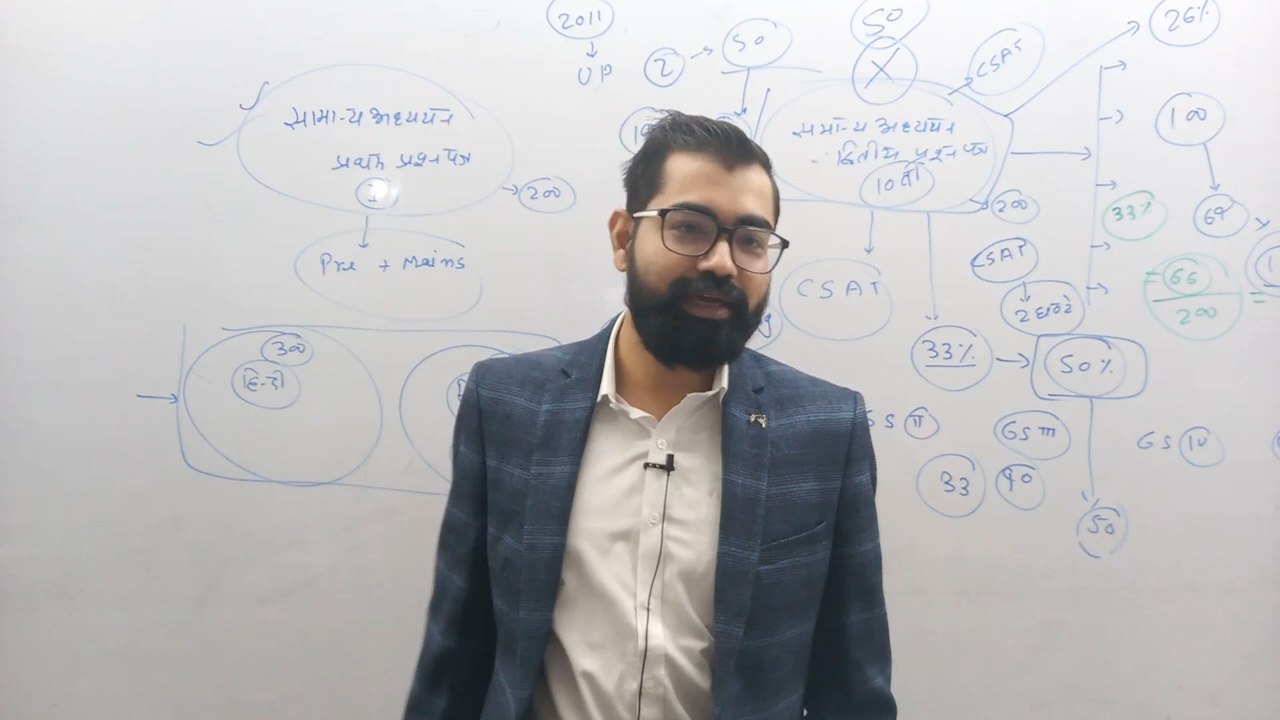 2011
UP
2
50
50
X
CSAT
26%
सामान्य अध्ययन
प्रथम प्रश्नपत्र
I
200
Pre + Mains
सामान्य अध्ययन
द्वितीय प्रश्नपत्र
10वी
200
CSAT
33%
50%
CSAT
2 घण्टे
100
33%
66
200
300
हिन्दी
GS III
GS IV
33
40
50